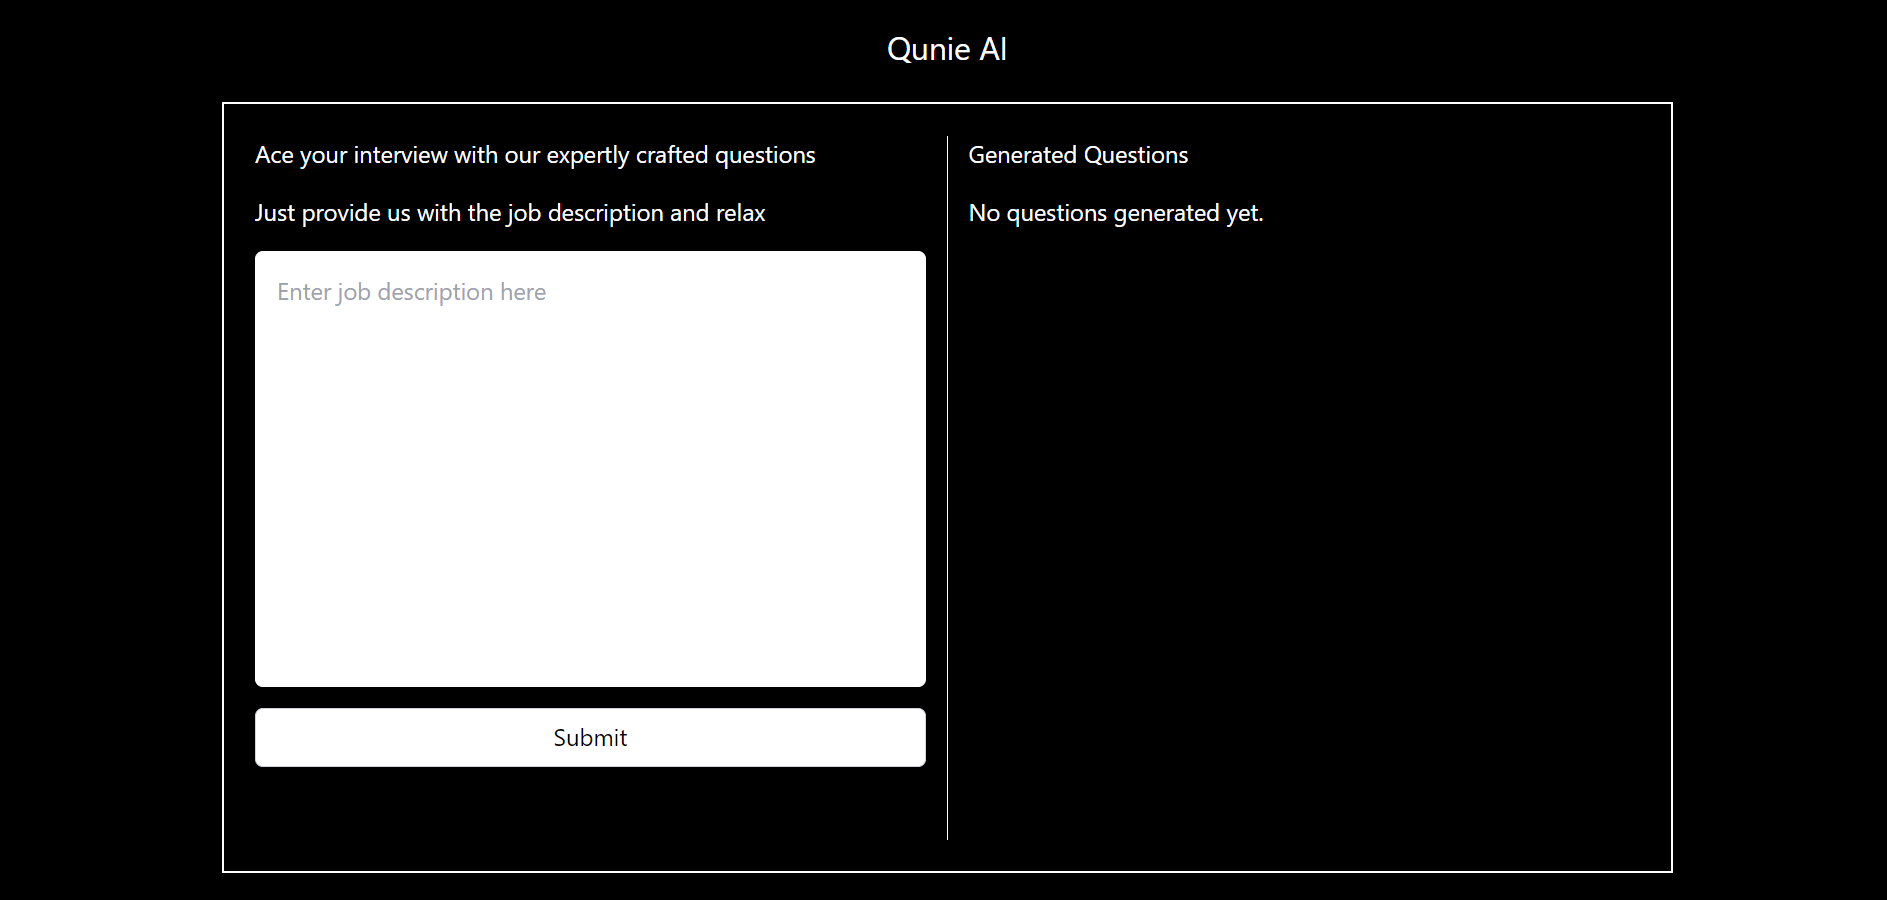 Qunie AI
Ace your interview with our expertly crafted questions
Just provide us with the job description and relax
Enter job description here
Submit
Generated Questions
No questions generated yet.